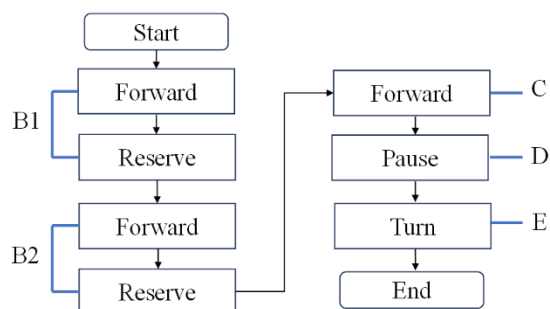 Start
B1
Forward
Reserve
B2
Forward
Reserve
Forward
C
Pause
D
Turn
E
End